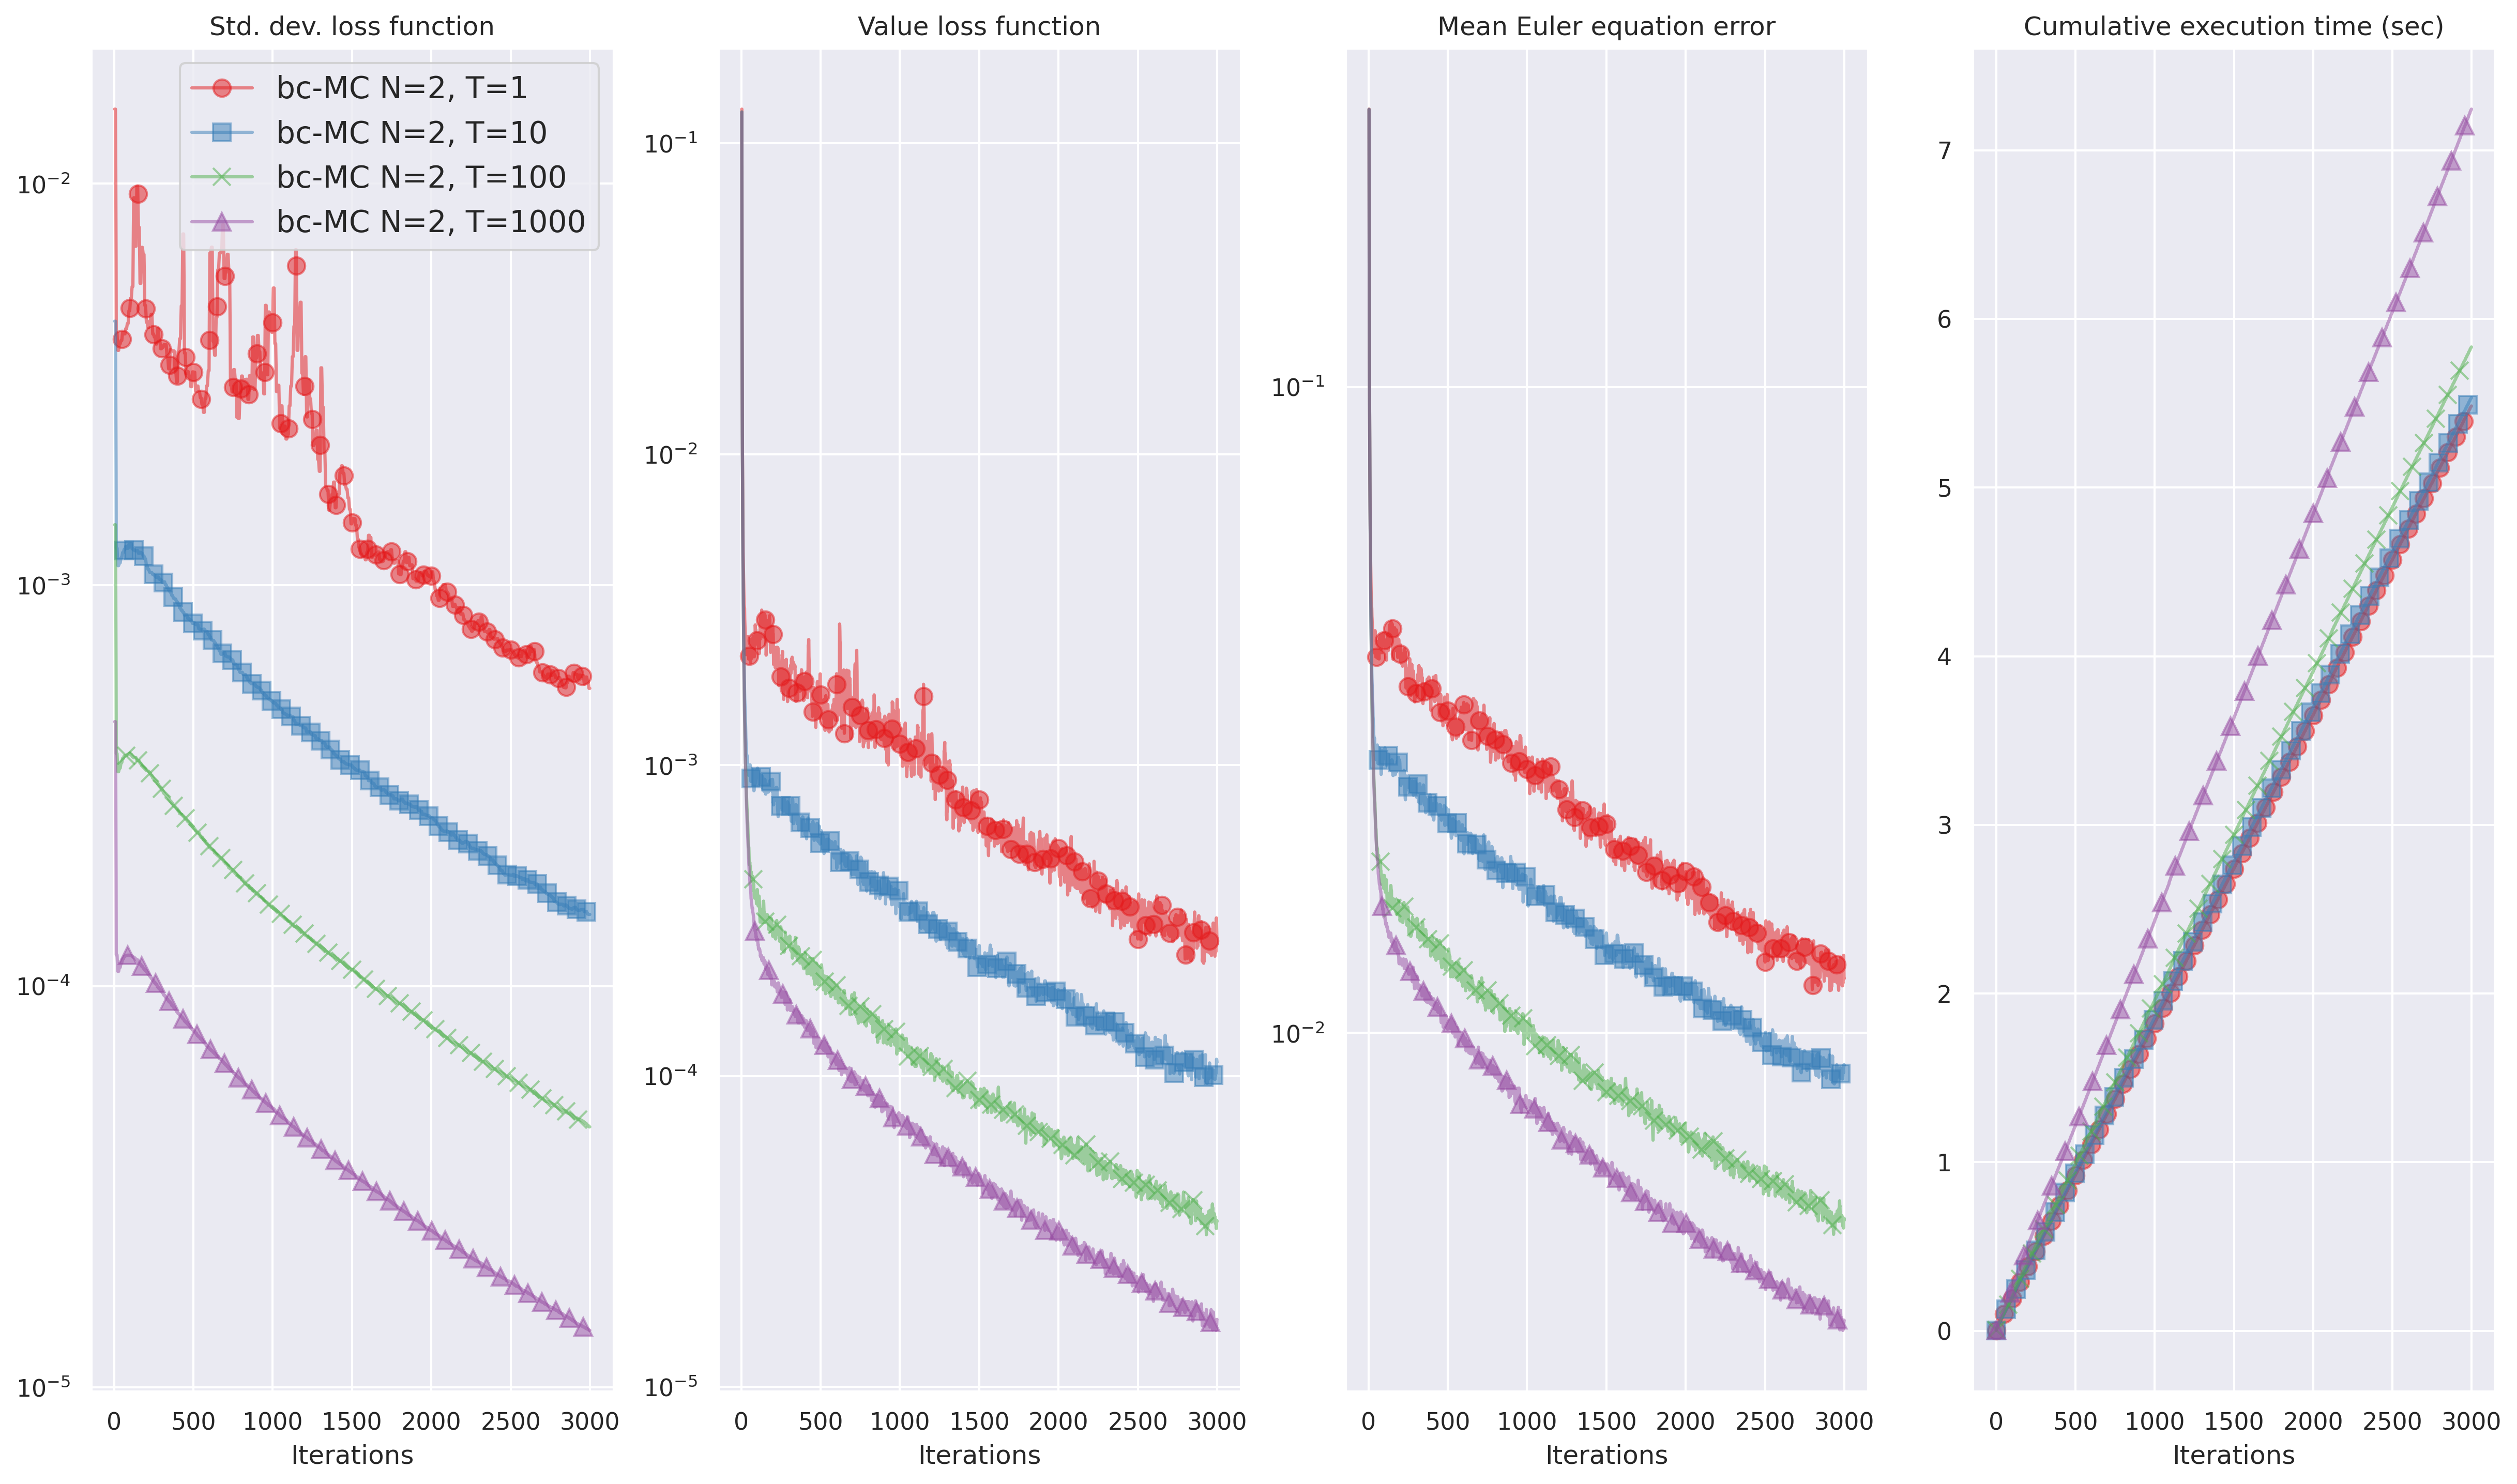 Std. dev. loss function
Value loss function
Mean Euler equation error
Cumulative execution time (sec)
bc-MC N=2, T=1
bc-MC N=2, T=10
bc-MC N=2, T=100
bc-MC N=2, T=1000
10⁻²
10⁻³
10⁻⁴
10⁻⁵
0 500 1000 1500 2000 2500 3000
Iterations
10⁻¹
10⁻²
10⁻³
10⁻⁴
10⁻⁵
0 500 1000 1500 2000 2500 3000
Iterations
10⁻¹
10⁻²
0 500 1000 1500 2000 2500 3000
Iterations
7
6
5
4
3
2
1
0
0 500 1000 1500 2000 2500 3000
Iterations